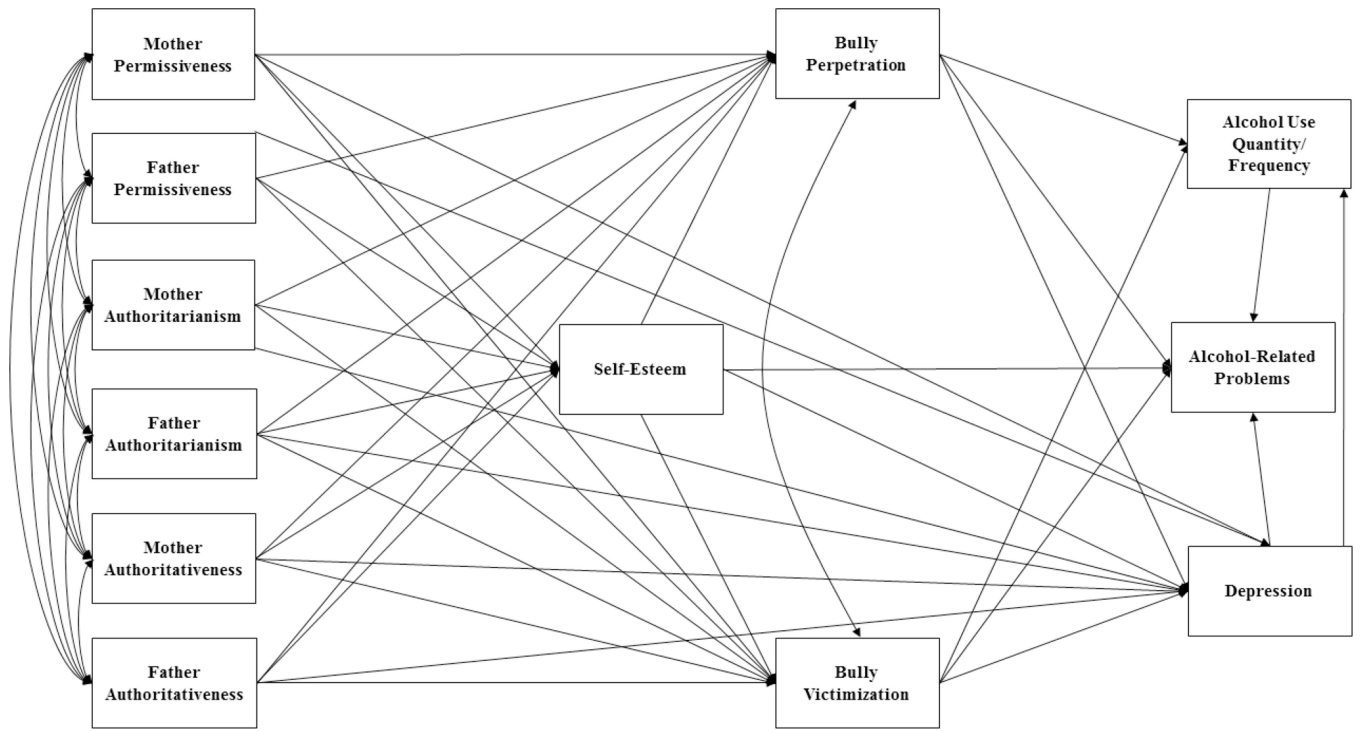 Mother
Permissiveness
Father
Permissiveness
Mother
Authoritarianism
Father
Authoritarianism
Mother
Authoritativeness
Father
Authoritativeness
Self-Esteem
Bully
Perpetration
Bully
Victimization
Alcohol Use
Quantity/
Frequency
Alcohol-Related
Problems
Depression